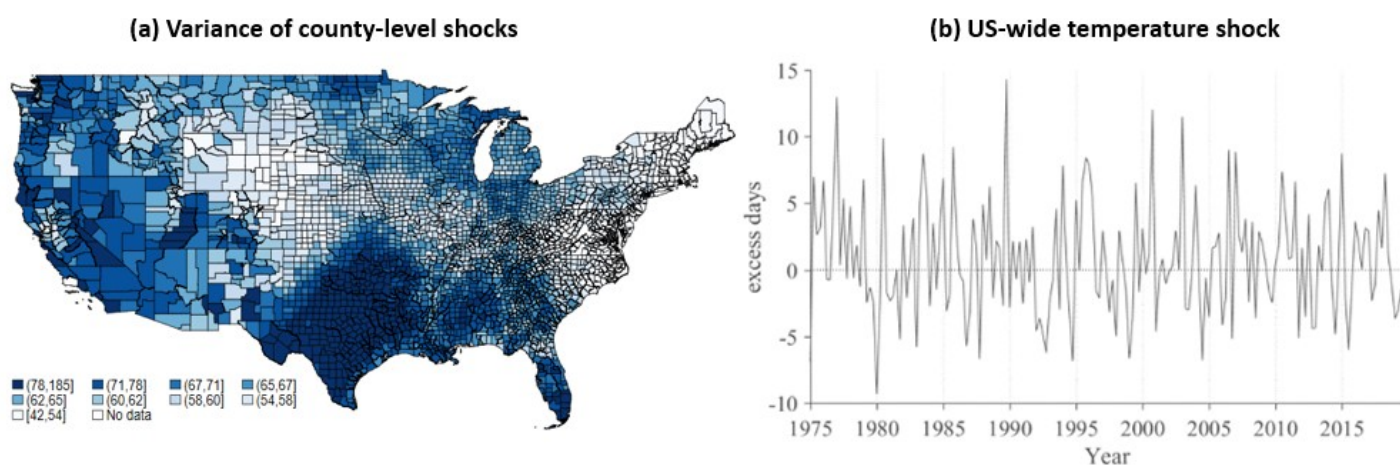 (a) Variance of county-level shocks
(78,185] (71,78] (67,71] (65,67]
(62,65] (60,62] (58,60] (54,58]
[42,54] No data
(b) US-wide temperature shock
excess days
15
10
5
0
-5
-10
1975 1980 1985 1990 1995 2000 2005 2010 2015
Year